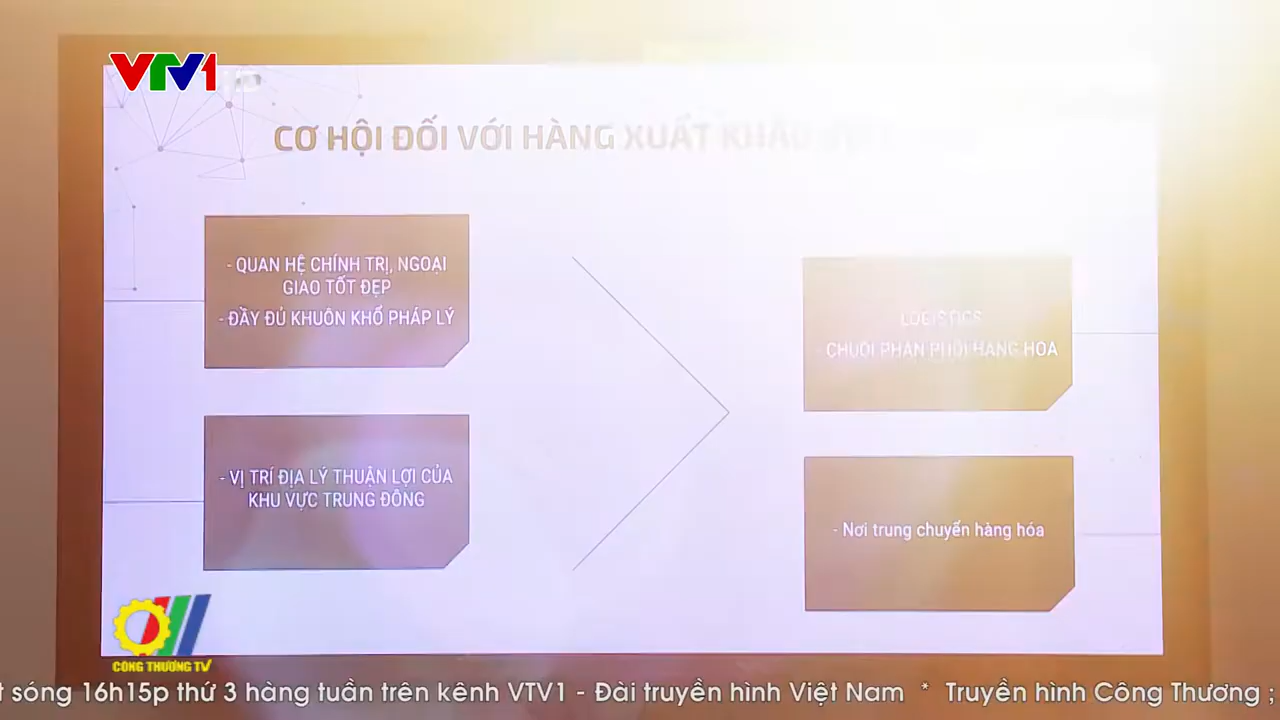 VTV1
CƠ HỘI ĐỐI VỚI HÀNG XUẤT KHẨU
- QUAN HỆ CHÍNH TRỊ, NGOẠI
GIAO TỐT ĐẸP
- ĐẦY ĐỦ KHUÔN KHỔ PHÁP LÝ
- VỊ TRÍ ĐỊA LÝ THUẬN LỢI CỦA
KHU VỰC TRUNG ĐÔNG
LOGISTICS
- CHUỖI PHÂN PHỐI HÀNG HÓA
- Nơi trung chuyển hàng hóa
CÔNG THƯƠNG TV
t sóng 16h15p thứ 3 hàng tuần trên kênh VTV1 - Đài truyền hình Việt Nam * Truyền hình Công Thương ;